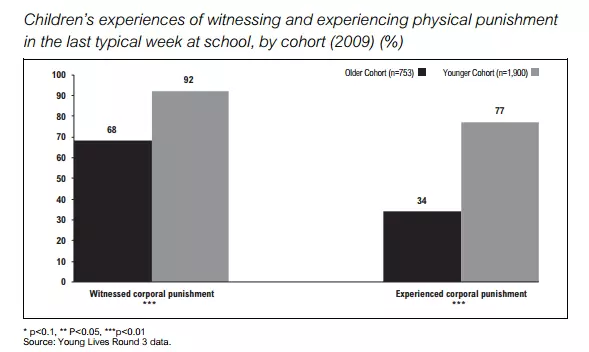 Children's experiences of witnessing and experiencing physical punishment
in the last typical week at school, by cohort (2009) (%)
Older Cohort (n=753) Younger Cohort (n=1,900)
100
90
80
70
60
50
40
30
20
10
0
68
92
34
77
Witnessed corporal punishment
***
Experienced corporal punishment
***
* p<0.1, ** P<0.05, ***p<0.01
Source: Young Lives Round 3 data.